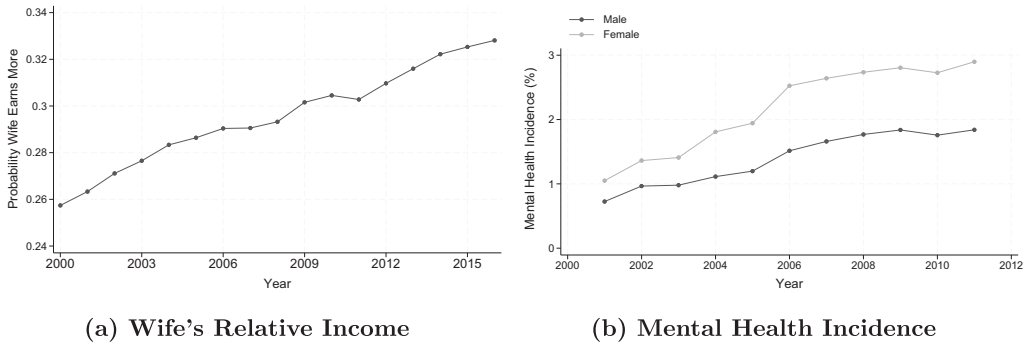 0.34
0.32
0.3
0.28
0.26
0.24
Probability Wife Earns More
2000 2003 2006 2009 2012 2015
Year
(a) Wife's Relative Income
Male
Female
3
2
1
0
Mental Health Incidence (%)
2000 2002 2004 2006 2008 2010 2012
Year
(b) Mental Health Incidence